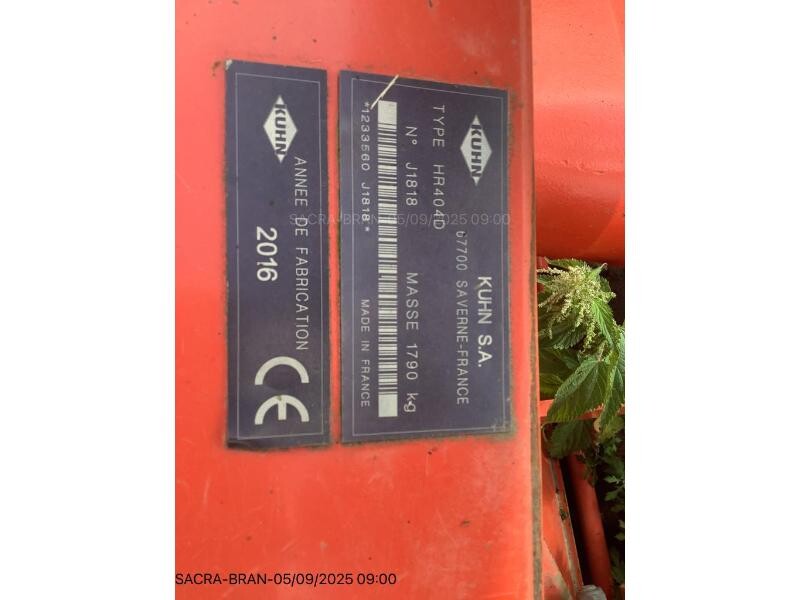 KUHN
KUHN S.A.
67700 SAVERNE-FRANCE
TYPE HR404D
N° J1818 MASSE 1790 kg
*1233560 J1818*
MADE IN FRANCE
KUHN
ANNEE DE FABRICATION
2016
CE
SACRA-BRAN-05/09/2025 09:00
SACRA-BRAN-05/09/2025 09:00